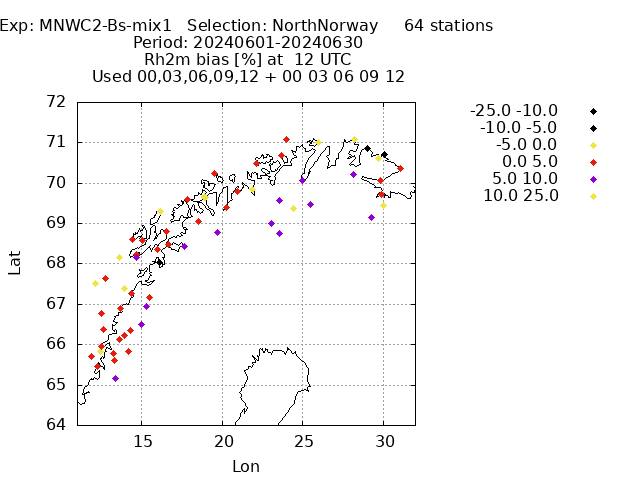 Exp: MNWC2-Bs-mix1 Selection: NorthNorway 64 stations
Period: 20240601-20240630
Rh2m bias [%] at 12 UTC
Used 00,03,06,09,12 + 00 03 06 09 12
72
71
70
69
68
67
66
65
64
Lat
15 20 25 30
Lon
-25.0 -10.0
-10.0 -5.0
-5.0 0.0
0.0 5.0
5.0 10.0
10.0 25.0